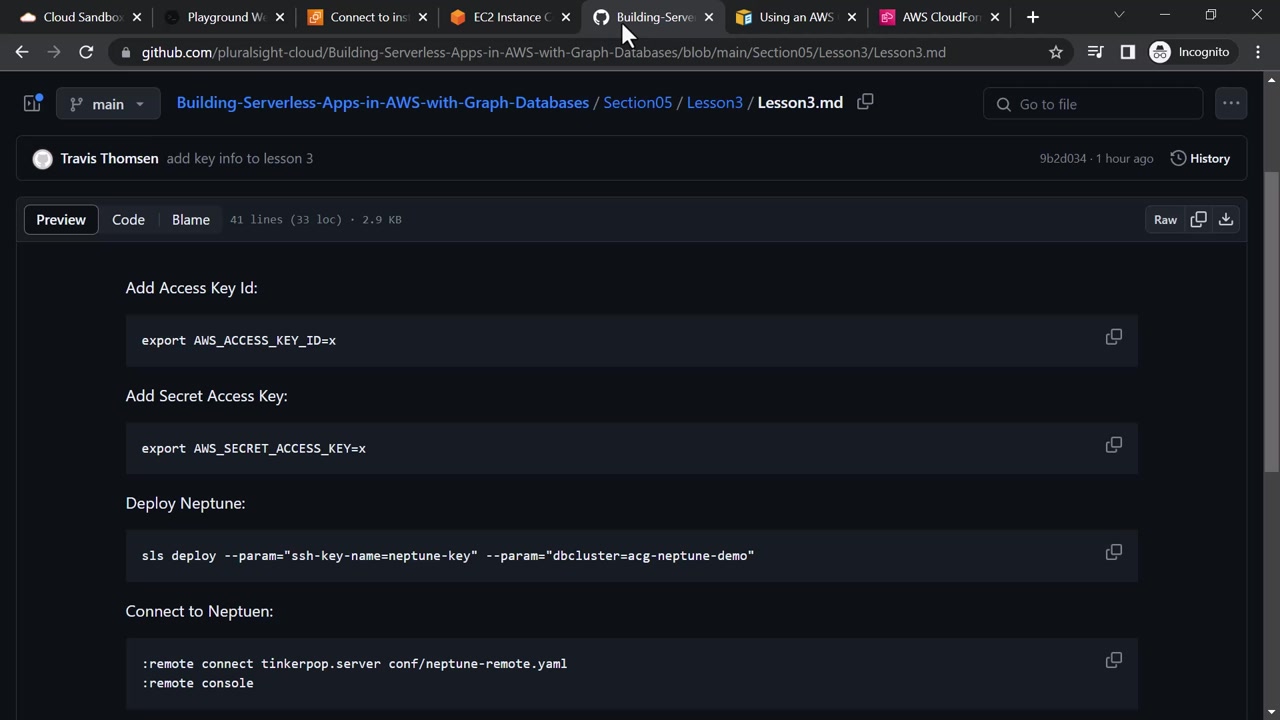 Cloud Sandbox
Playground W
Connect to ins
EC2 Instance C
Building-Serve
Using an AWS
AWS CloudFor
github.com/pluralsight-cloud/Building-Serverless-Apps-in-AWS-with-Graph-Databases/blob/main/Section05/Lesson3/Lesson3.md
Incognito
main
Building-Serverless-Apps-in-AWS-with-Graph-Databases / Section05 / Lesson3 / Lesson3.md
Go to file
Travis Thomsen add key info to lesson 3
9b2d034 · 1 hour ago
History
Preview
Code
Blame
41 lines (33 loc) · 2.9 KB
Raw
Add Access Key Id:
export AWS_ACCESS_KEY_ID=x
Add Secret Access Key:
export AWS_SECRET_ACCESS_KEY=x
Deploy Neptune:
sls deploy --param="ssh-key-name=neptune-key" --param="dbcluster=acg-neptune-demo"
Connect to Neptuen:
:remote connect tinkerpop.server conf/neptune-remote.yaml
:remote console